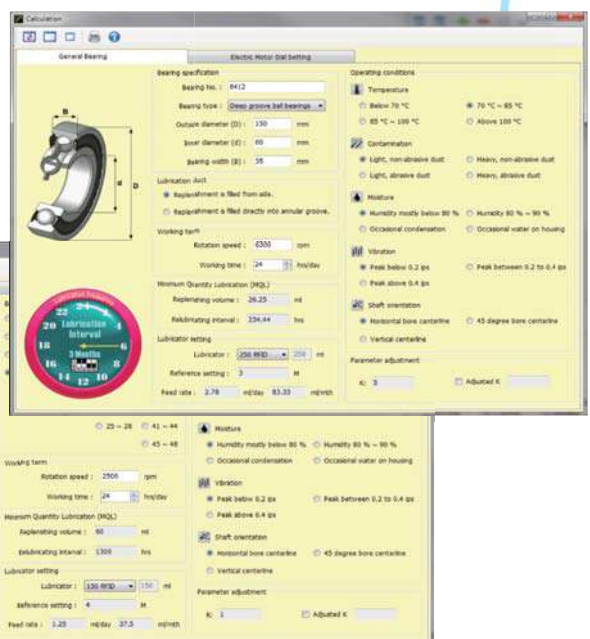 Calculation
General Bearing
Electric Motor Dial Setting
Bearing specification
Bearing No. : 6412
Bearing type : Deep groove ball bearings
Outside diameter (D) : 150 mm
Inner diameter (d) : 60 mm
Bearing width (B) : 35 mm
B
d
D
Lubrication duct
Replenishment is filled from side.
Replenishment is filled directly into annular groove.
Working term
Rotation speed : 6300 rpm
Working time : 24 hrs/day
Minimum Quantity Lubrication (MQL)
Replenishing volume : 26.25 ml
Relubricating interval : 234.44 hrs
Lubricator setting
Lubricator : 250 RFID 250 ml
Reference setting : 3 M
Feed rate : 2.78 ml/day 83.33 ml/mth
Lubrication
Interval
3 Months
22 24 4
20 6
18 8
16 10
14 12
Operating conditions
Temperature
Below 70 °C
70 °C ~ 85 °C
85 °C ~ 100 °C
Above 100 °C
Contamination
Light, non-abrasive dust
Heavy, non-abrasive dust
Light, abrasive dust
Heavy, abrasive dust
Moisture
Humidity mostly below 80 %
Humidity 80 % ~ 90 %
Occasional condensation
Occasional water on housing
Vibration
Peak below 0.2 ips
Peak between 0.2 to 0.4 ips
Peak above 0.4 ips
Shaft orientation
Horizontal bore centerline
45 degree bore centerline
Vertical centerline
Parameter adjustment
K: 5
Adjusted K
25 ~ 28
41 ~ 44
45 ~ 48
Working term
Rotation speed : 2500 rpm
Working time : 24 hrs/day
Minimum Quantity Lubrication (MQL)
Replenishing volume : 60 ml
Relubricating interval : 1300 hrs
Lubricator setting
Lubricator : 150 RFID 150 ml
Reference setting : 4 M
Feed rate : 1.25 ml/day 37.5 ml/mth
Moisture
Humidity mostly below 80 %
Humidity 80 % ~ 90 %
Occasional condensation
Occasional water on housing
Vibration
Peak below 0.2 ips
Peak between 0.2 to 0.4 ips
Peak above 0.4 ips
Shaft orientation
Horizontal bore centerline
45 degree bore centerline
Vertical centerline
Parameter adjustment
K: 1
Adjusted K